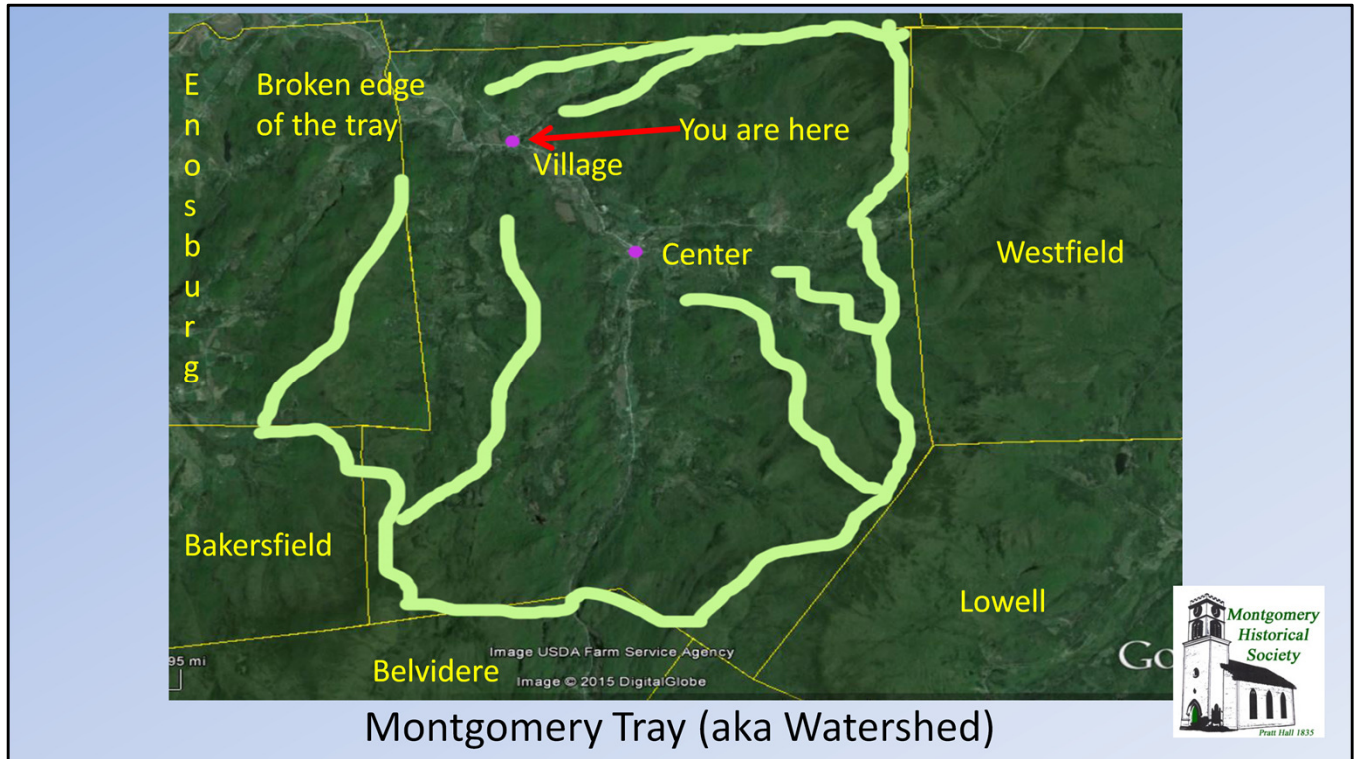 Enosburg
Broken edge
of the tray
You are here
Village
Center
Westfield
Bakersfield
Lowell
Belvidere
Image USDA Farm Service Agency
Image © 2015 DigitalGlobe
95 mi
Go
Montgomery
Historical
Society
Pratt Hall 1835
Montgomery Tray (aka Watershed)